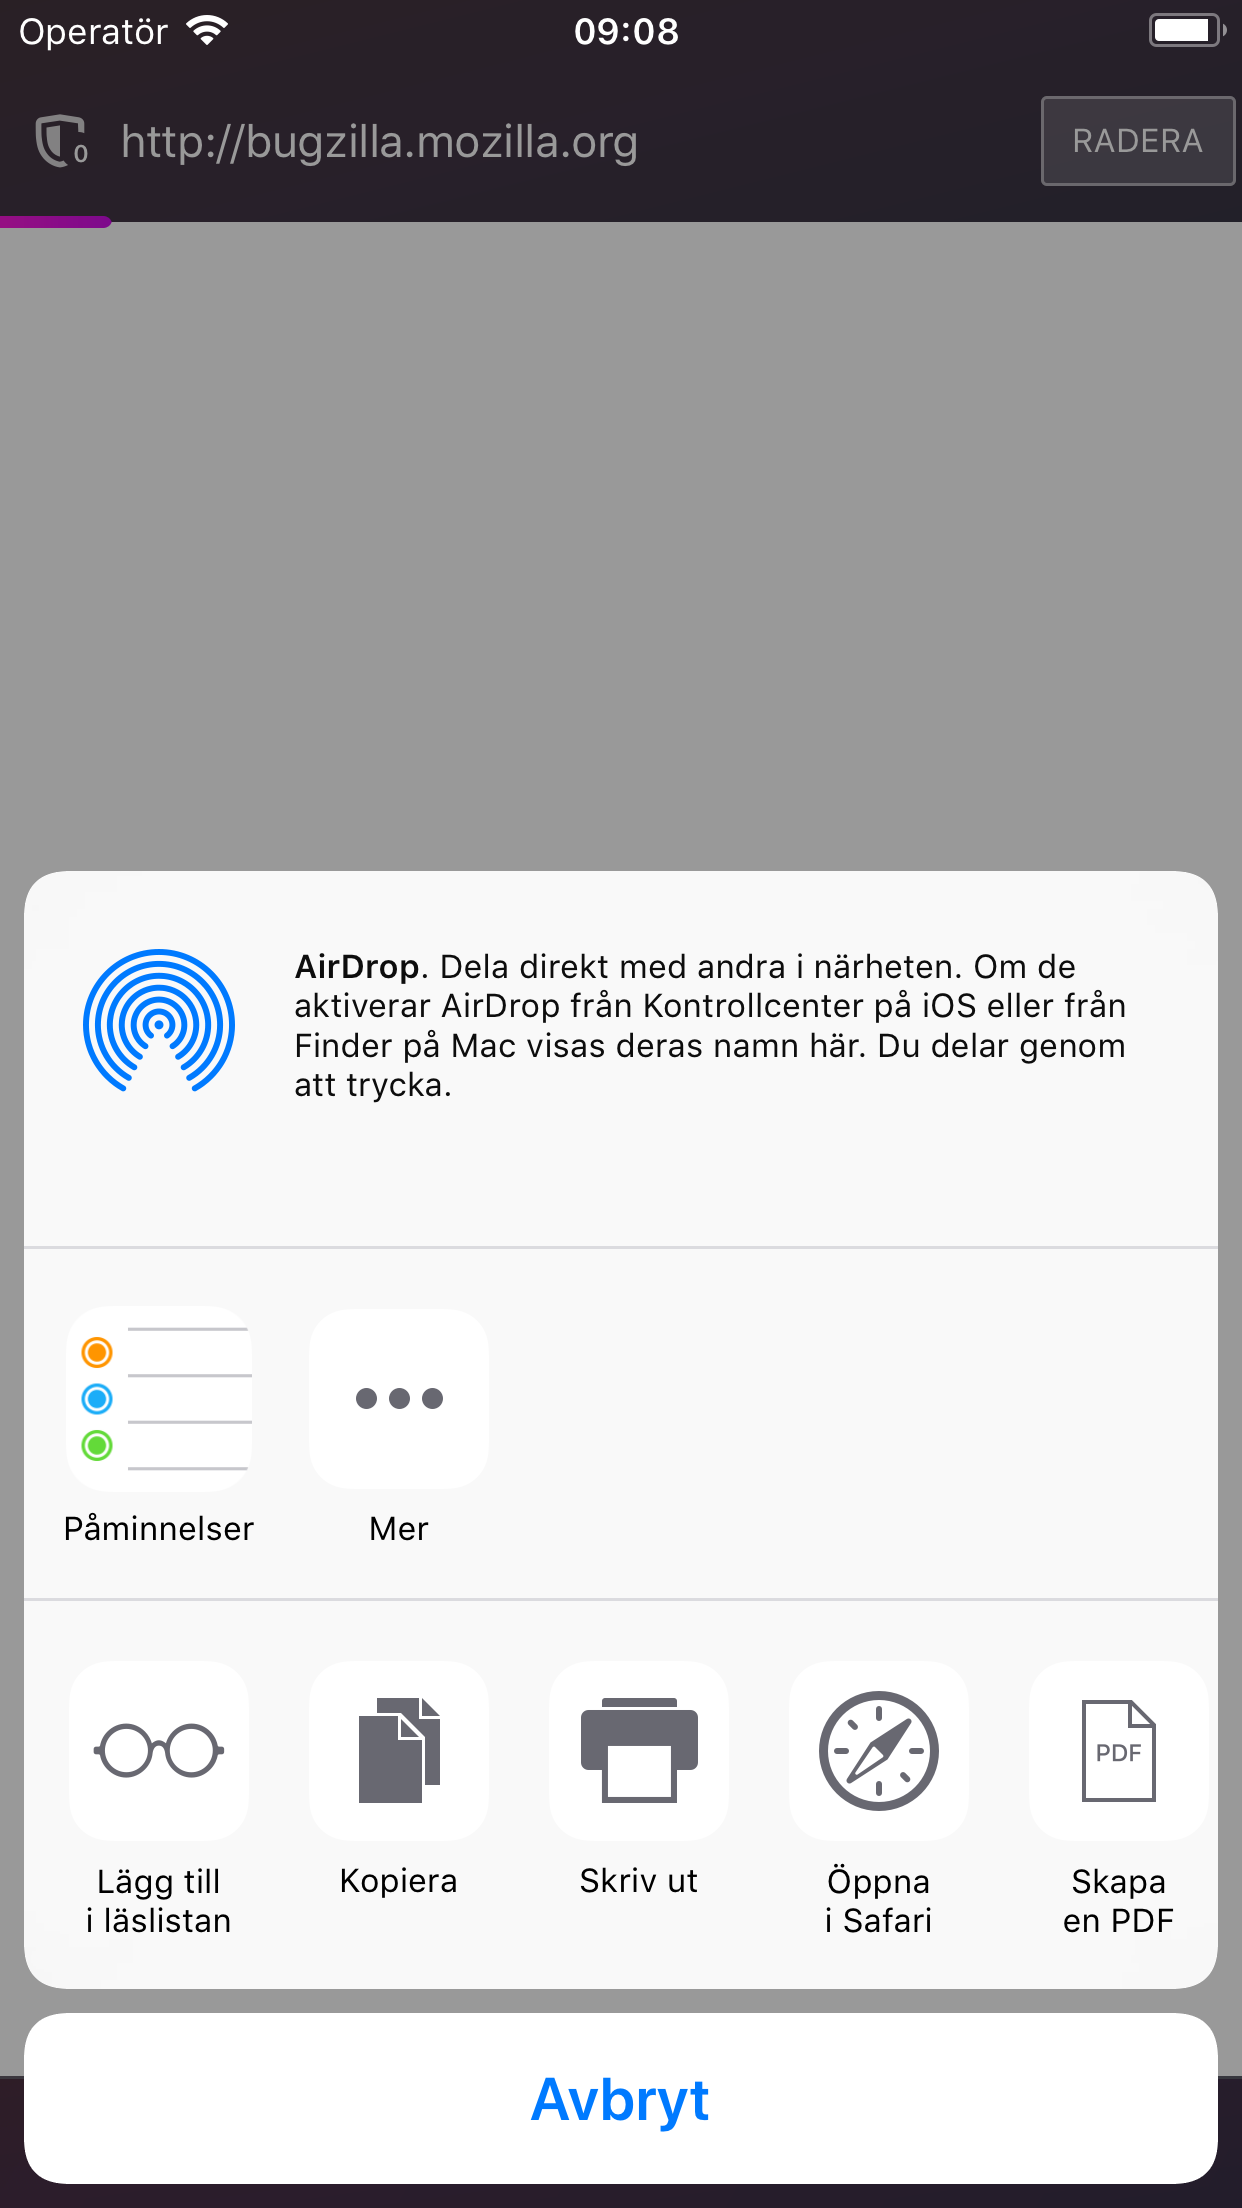 Operatör
09:08
0
http://bugzilla.mozilla.org
RADERA
AirDrop. Dela direkt med andra i närheten. Om de
aktiverar AirDrop från Kontrollcenter på iOS eller från
Finder på Mac visas deras namn här. Du delar genom
att trycka.
Påminnelser
Mer
PDF
Lägg till
i läslistan
Kopiera
Skriv ut
Öppna
i Safari
Skapa
en PDF
Avbryt